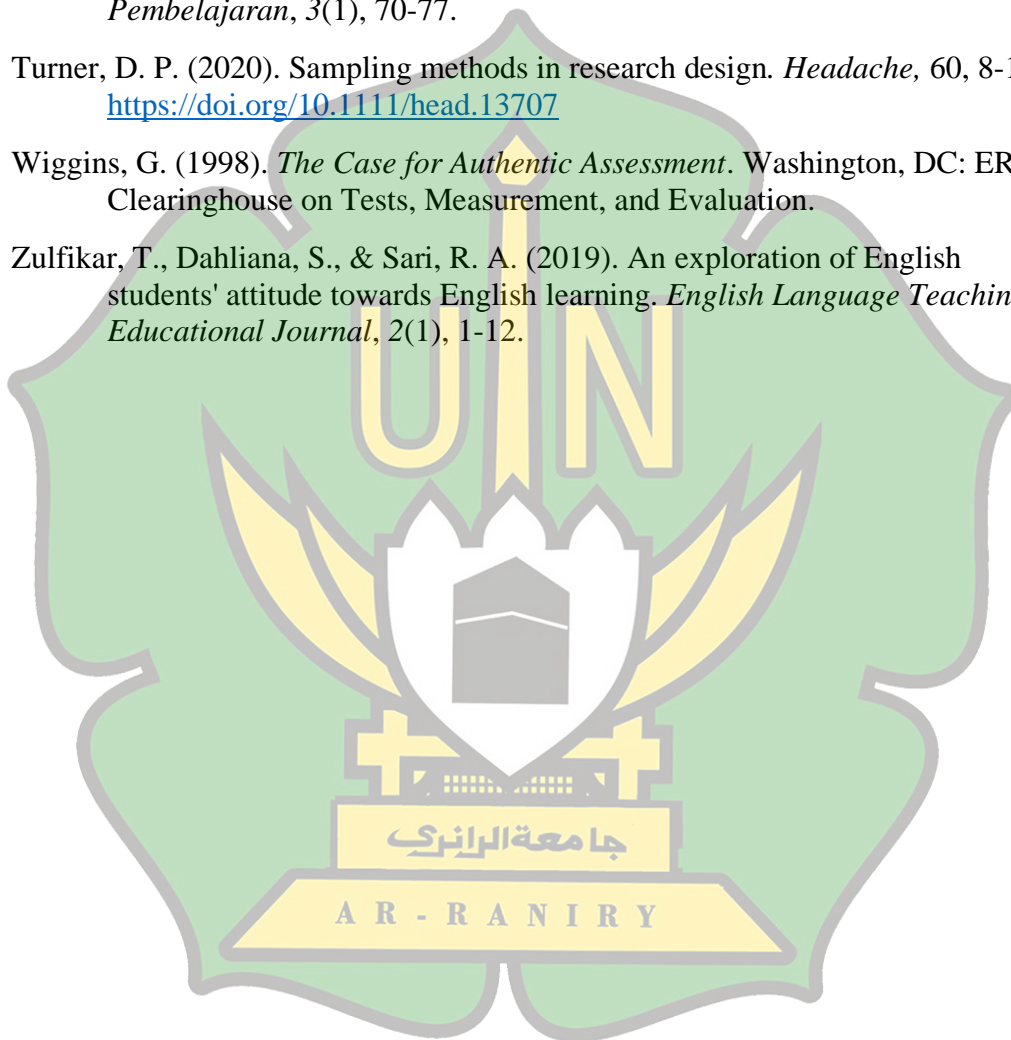 Pembelajaran, 3(1), 70-77.
Turner, D. P. (2020). Sampling methods in research design. Headache, 60, 8-1
https://doi.org/10.1111/head.13707
Wiggins, G. (1998). The Case for Authentic Assessment. Washington, DC: ER
Clearinghouse on Tests, Measurement, and Evaluation.
Zulfikar, T., Dahliana, S., & Sari, R. A. (2019). An exploration of English
students' attitude towards English learning. English Language Teachin
Educational Journal, 2(1), 1-12.
UIN
جامعةالرانري
AR-RANIRY